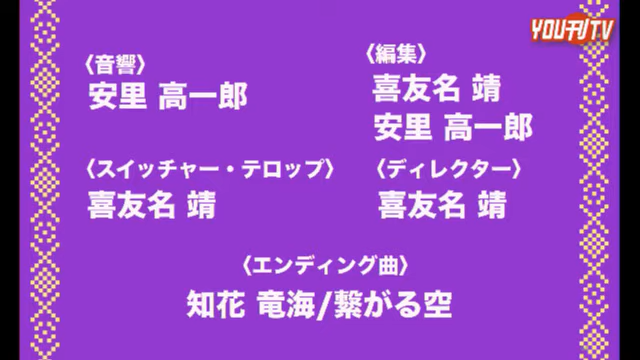 YOU刊TV
〈音響〉
安里 高一郎
〈編集〉
喜友名 靖
安里 高一郎
〈スイッチャー・テロップ〉
喜友名 靖
〈ディレクター〉
喜友名 靖
〈エンディング曲〉
知花 竜海/繋がる空